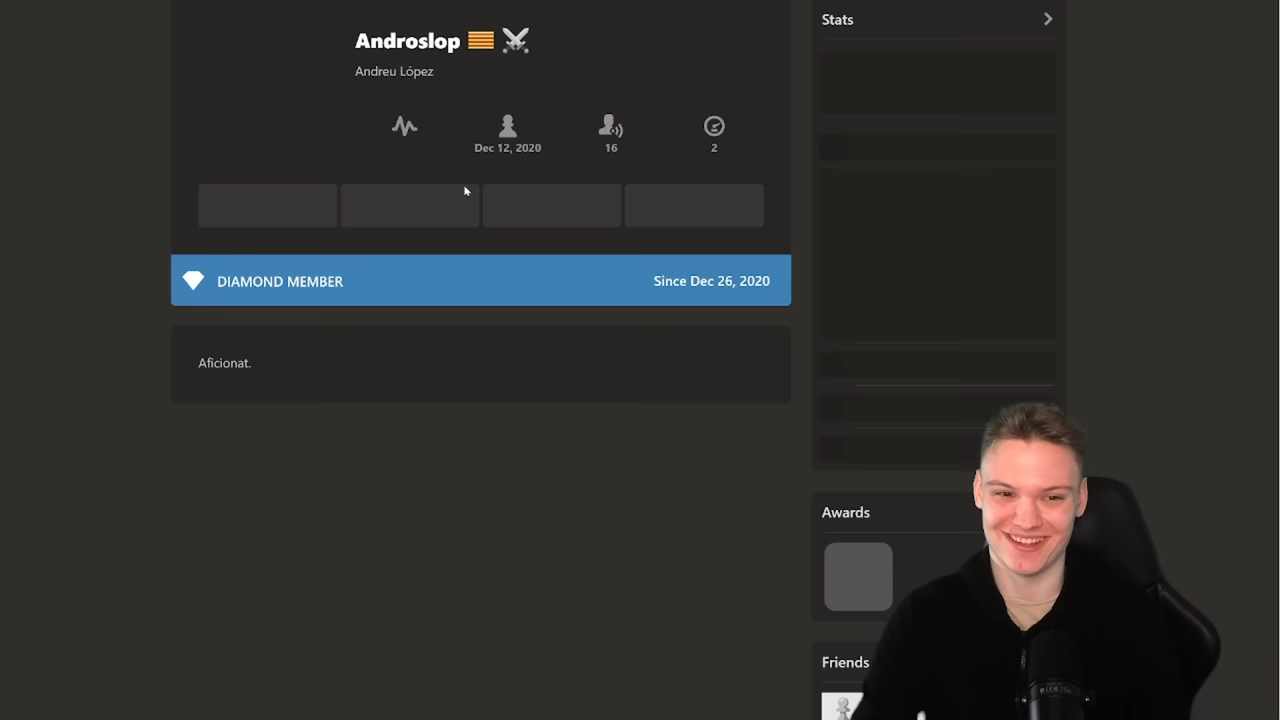 Androslop
Andreu López
Dec 12, 2020
16
2
DIAMOND MEMBER
Since Dec 26, 2020
Aficionat.
Stats
Awards
Friends